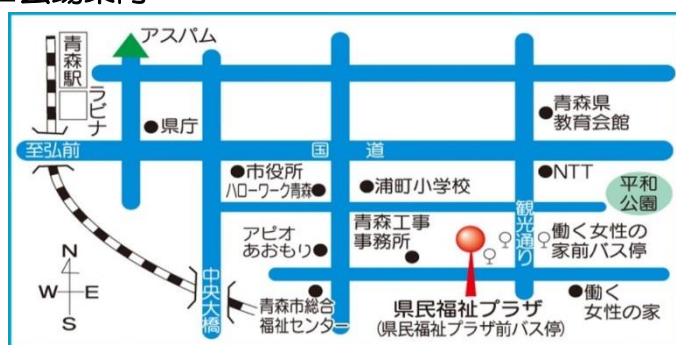 アスパム
青森駅
ラビナ
県庁
青森県
教育会館
至弘前
国道
市役所
ハローワーク青森
浦町小学校
NTT
平和
公園
観光通り
アピオ
あおもり
青森工事
事務所
働く女性の
家前バス停
N
W
E
S
中央大橋
青森市総合
福祉センター
県民福祉プラザ
(県民福祉プラザ前バス停)
働く
女性の家